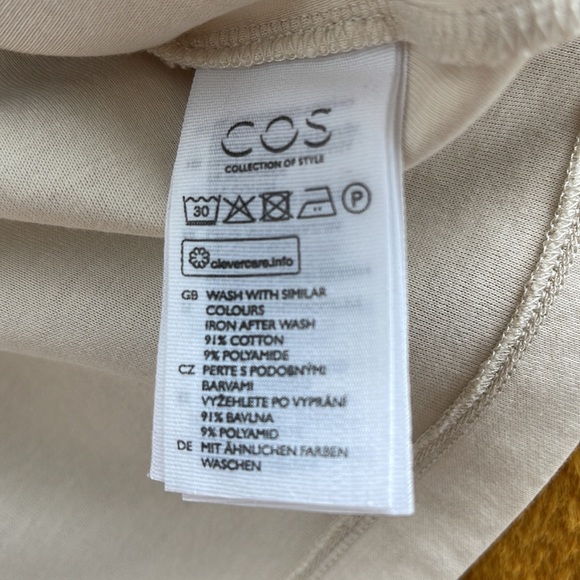 COS
COLLECTION OF STYLE
30 P
clevercare.info
GB WASH WITH SIMILAR
COLOURS
IRON AFTER WASH
91% COTTON
9% POLYAMIDE
CZ PERTE S PODOBNÝMI
BARVAMI
VYŽEHLETE PO VYPRÁNÍ
91% BAVLNA
9% POLYAMID
DE MIT ÄHNLICHEN FARBEN
WASCHEN